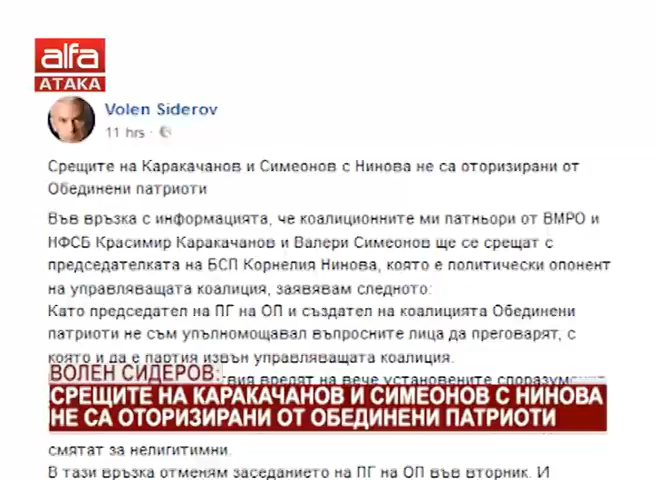 alfa
АТАКА
Volen Siderov
11 hrs ·
Срещите на Каракачанов и Симеонов с Нинова не са оторизирани от
Обединени патриоти
Във връзка с информацията, че коалиционните ми патньори от ВМРО и
НФСБ Красимир Каракачанов и Валери Симеонов ще се срещат с
председателката на БСП Корнелия Нинова, която е политически опонент
на управляващата коалиция, заявявам следното:
Като председател на ПГ на ОП и създател на коалицията Обединени
патриоти не съм упълномощавал въпросните лица да преговарят, с
която и да е партия извън управляващата коалиция.
ВОЛЕН СИДЕРОВ:
вредят на вече установените
СРЕЩИТЕ НА КАРАКАЧАНОВ И СИМЕОНОВ С НИНОВА
НЕ СА ОТОРИЗИРАНИ ОТ ОБЕДИНЕНИ ПАТРИОТИ
смятат за нелигитимни.
В тази връзка отменям заседанието на ПГ на ОП във вторник. И